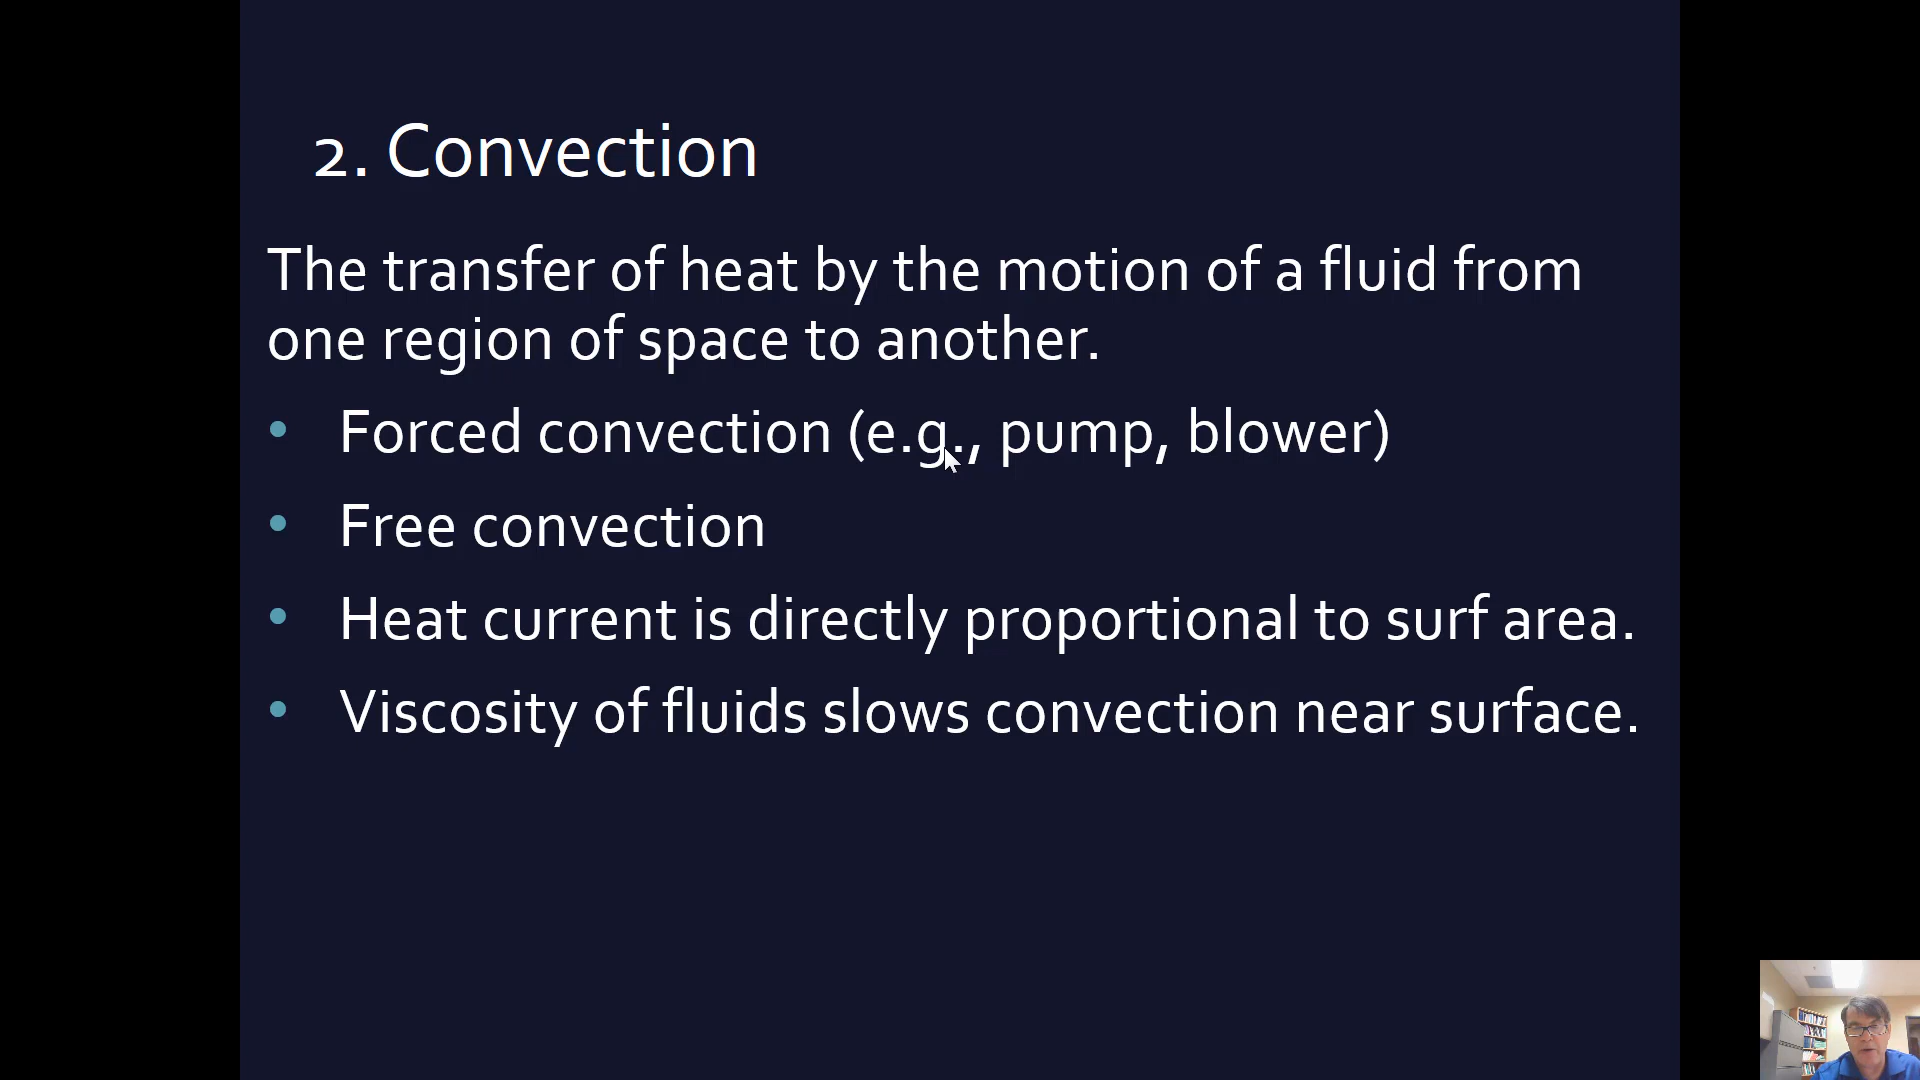 2. Convection
The transfer of heat by the motion of a fluid from
one region of space to another.
• Forced convection (e.g., pump, blower)
• Free convection
• Heat current is directly proportional to surf area.
• Viscosity of fluids slows convection near surface.